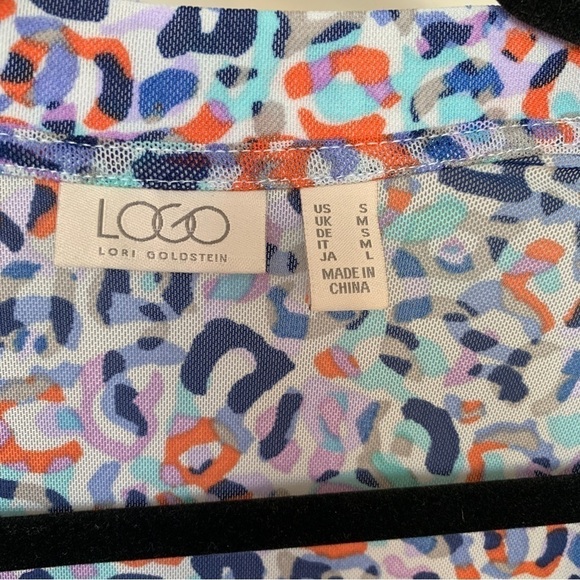 LOGO
LORI GOLDSTEIN
US S
UK M
DE S
IT M
JA L
MADE IN
CHINA